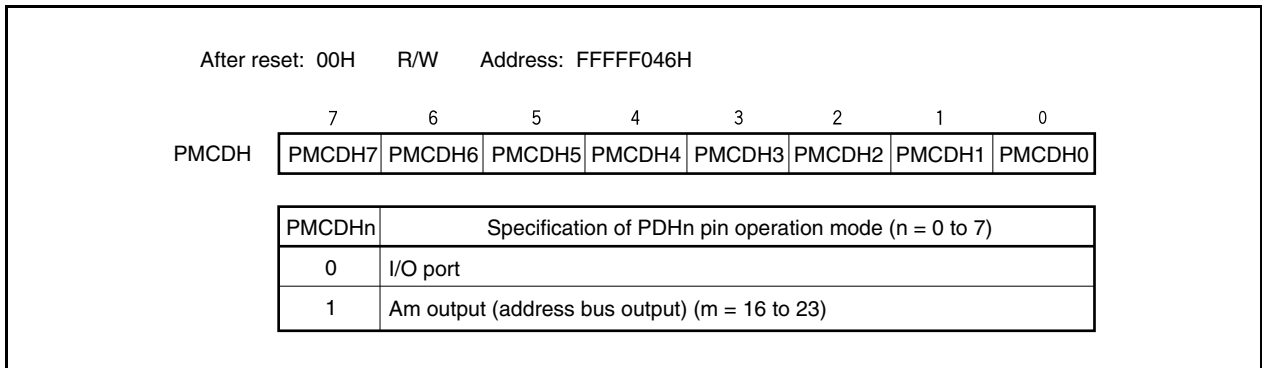 After reset: 00H R/W Address: FFFFF046H
7 6 5 4 3 2 1 0
PMCDH PMCDH7 PMCDH6 PMCDH5 PMCDH4 PMCDH3 PMCDH2 PMCDH1 PMCDH0
PMCDHn Specification of PDHn pin operation mode (n = 0 to 7)
0 I/O port
1 Am output (address bus output) (m = 16 to 23)